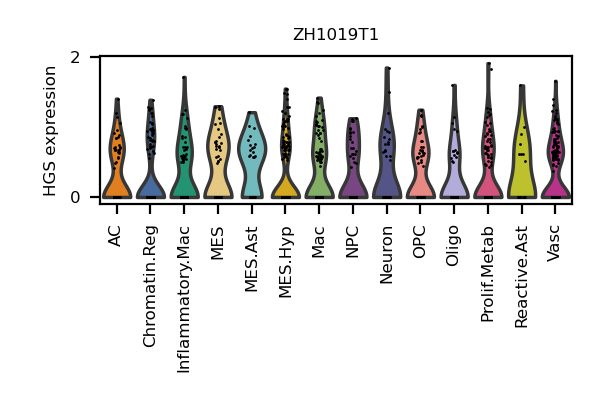 ZH1019T1
HGS expression
2
0
AC
Chromatin.Reg
Inflammatory.Mac
MES
MES.Ast
MES.Hyp
Mac
NPC
Neuron
OPC
Oligo
Prolif.Metab
Reactive.Ast
Vasc